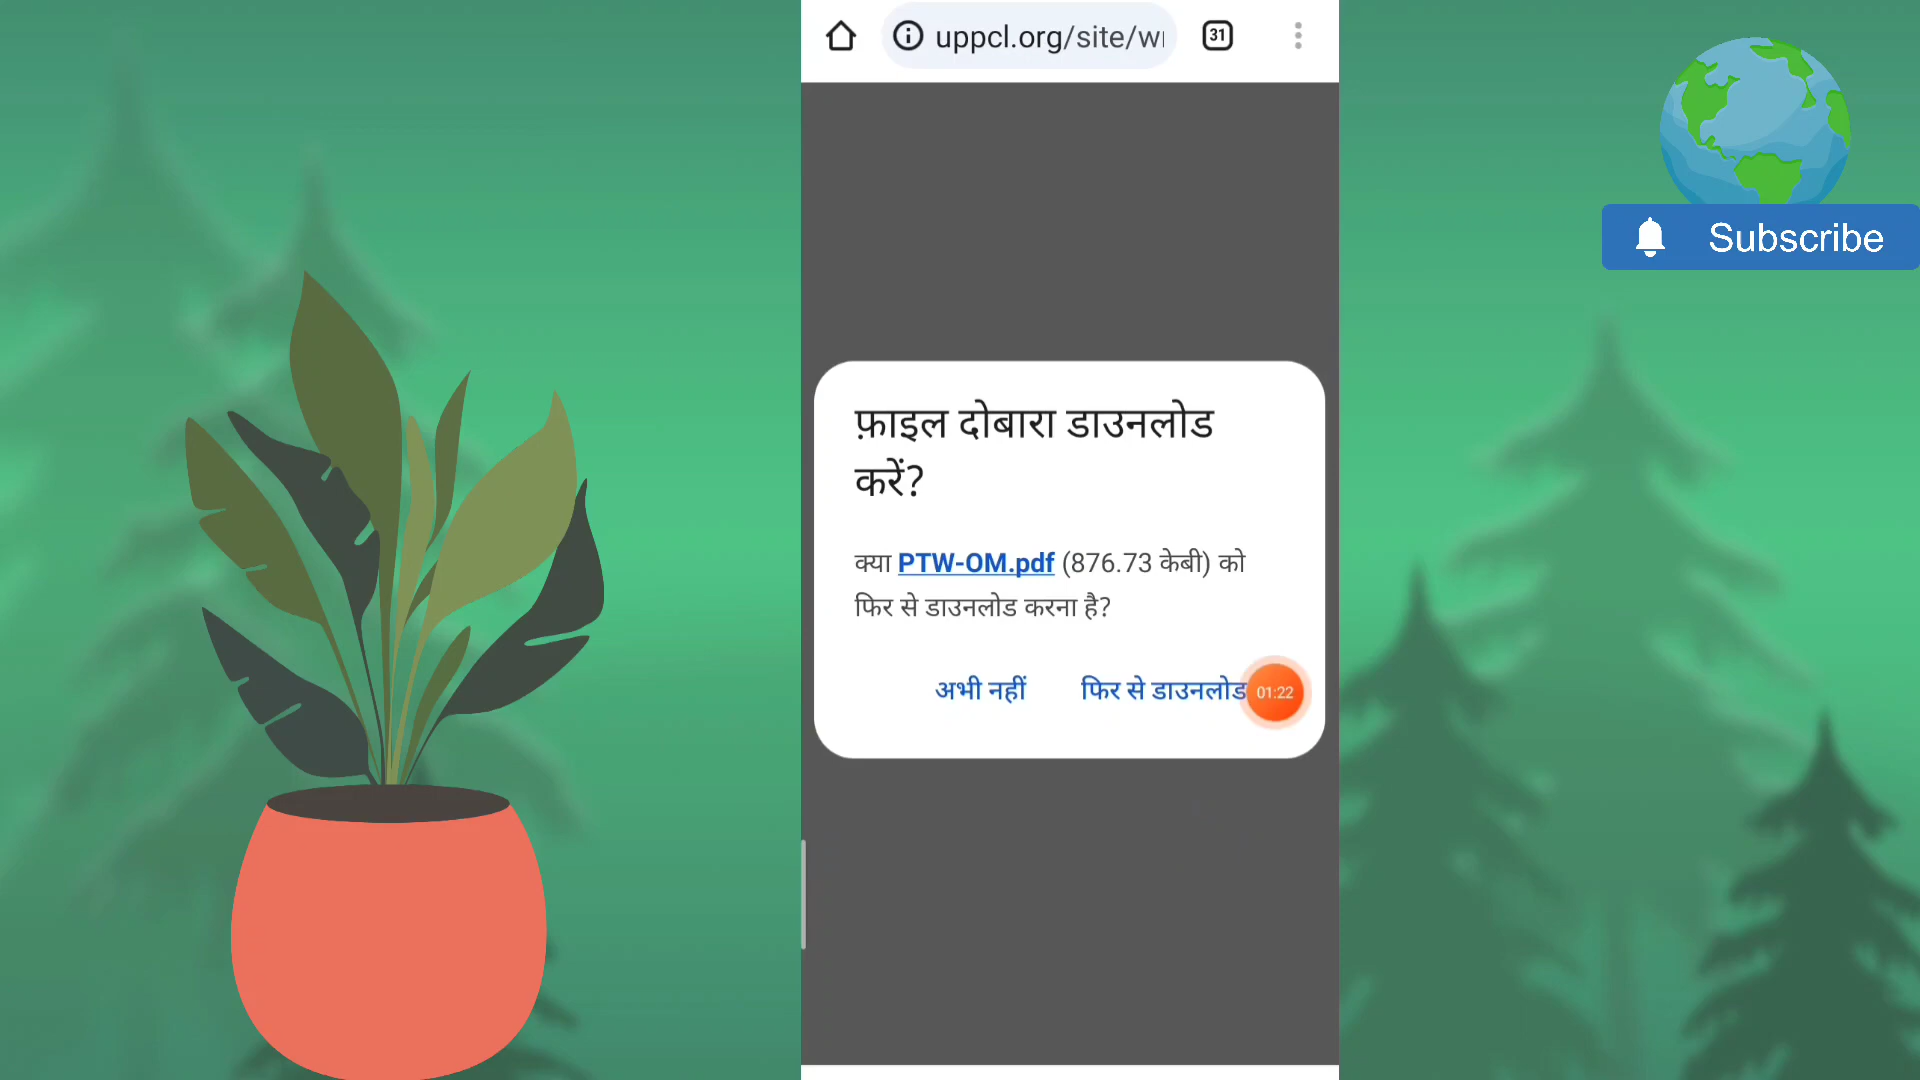 uppcl.org/site/w
31
Subscribe
फ़ाइल दोबारा डाउनलोड
करें?
क्या PTW-OM.pdf (876.73 केबी) को
फिर से डाउनलोड करना है?
अभी नहीं फिर से डाउनलोड
01:22